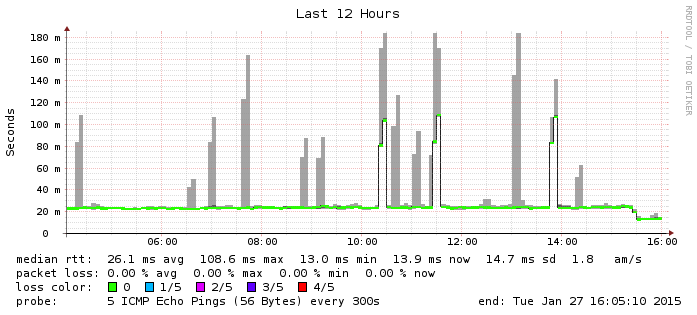 Last 12 Hours
RRDTOOL / TOBI OETIKER
Seconds
180 m
160 m
140 m
120 m
100 m
80 m
60 m
40 m
20 m
0
06:00 08:00 10:00 12:00 14:00 16:00
median rtt: 26.1 ms avg 108.6 ms max 13.0 ms min 13.9 ms now 14.7 ms sd 1.8 am/s
packet loss: 0.00 % avg 0.00 % max 0.00 % min 0.00 % now
loss color: 0 1/5 2/5 3/5 4/5
probe: 5 ICMP Echo Pings (56 Bytes) every 300s end: Tue Jan 27 16:05:10 2015